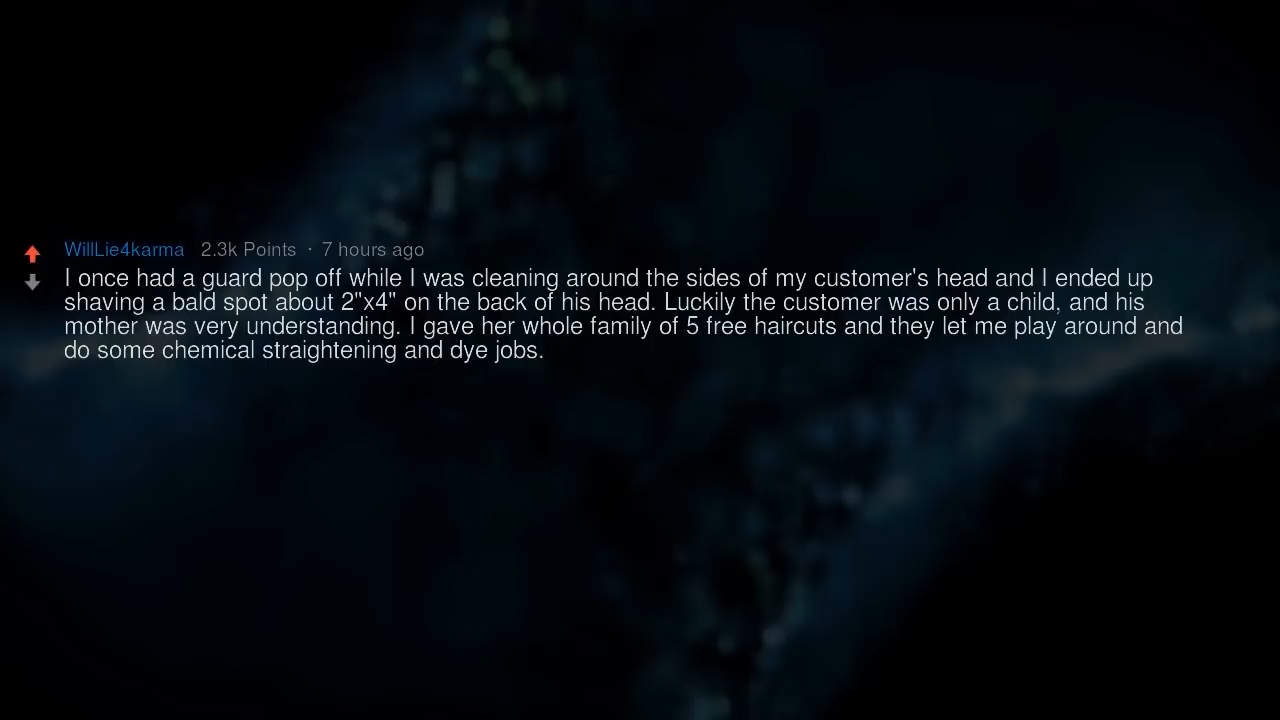 WillLie4karma 2.3k Points · 7 hours ago
I once had a guard pop off while I was cleaning around the sides of my customer's head and I ended up
shaving a bald spot about 2"x4" on the back of his head. Luckily the customer was only a child, and his
mother was very understanding. I gave her whole family of 5 free haircuts and they let me play around and
do some chemical straightening and dye jobs.